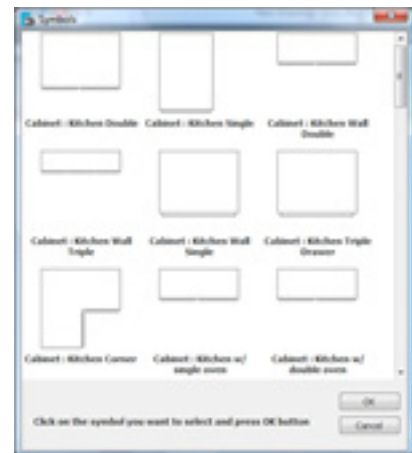 Symbols
Cabinet : Kitchen Double
Cabinet : Kitchen Single
Cabinet : Kitchen Wall
Double
Cabinet : Kitchen Wall
Triple
Cabinet : Kitchen Wall
Single
Cabinet : Kitchen Triple
Drawer
Cabinet : Kitchen Corner
Cabinet : Kitchen w/
single oven
Cabinet : Kitchen w/
double oven
OK
Click on the symbol you want to select and press OK button
Cancel